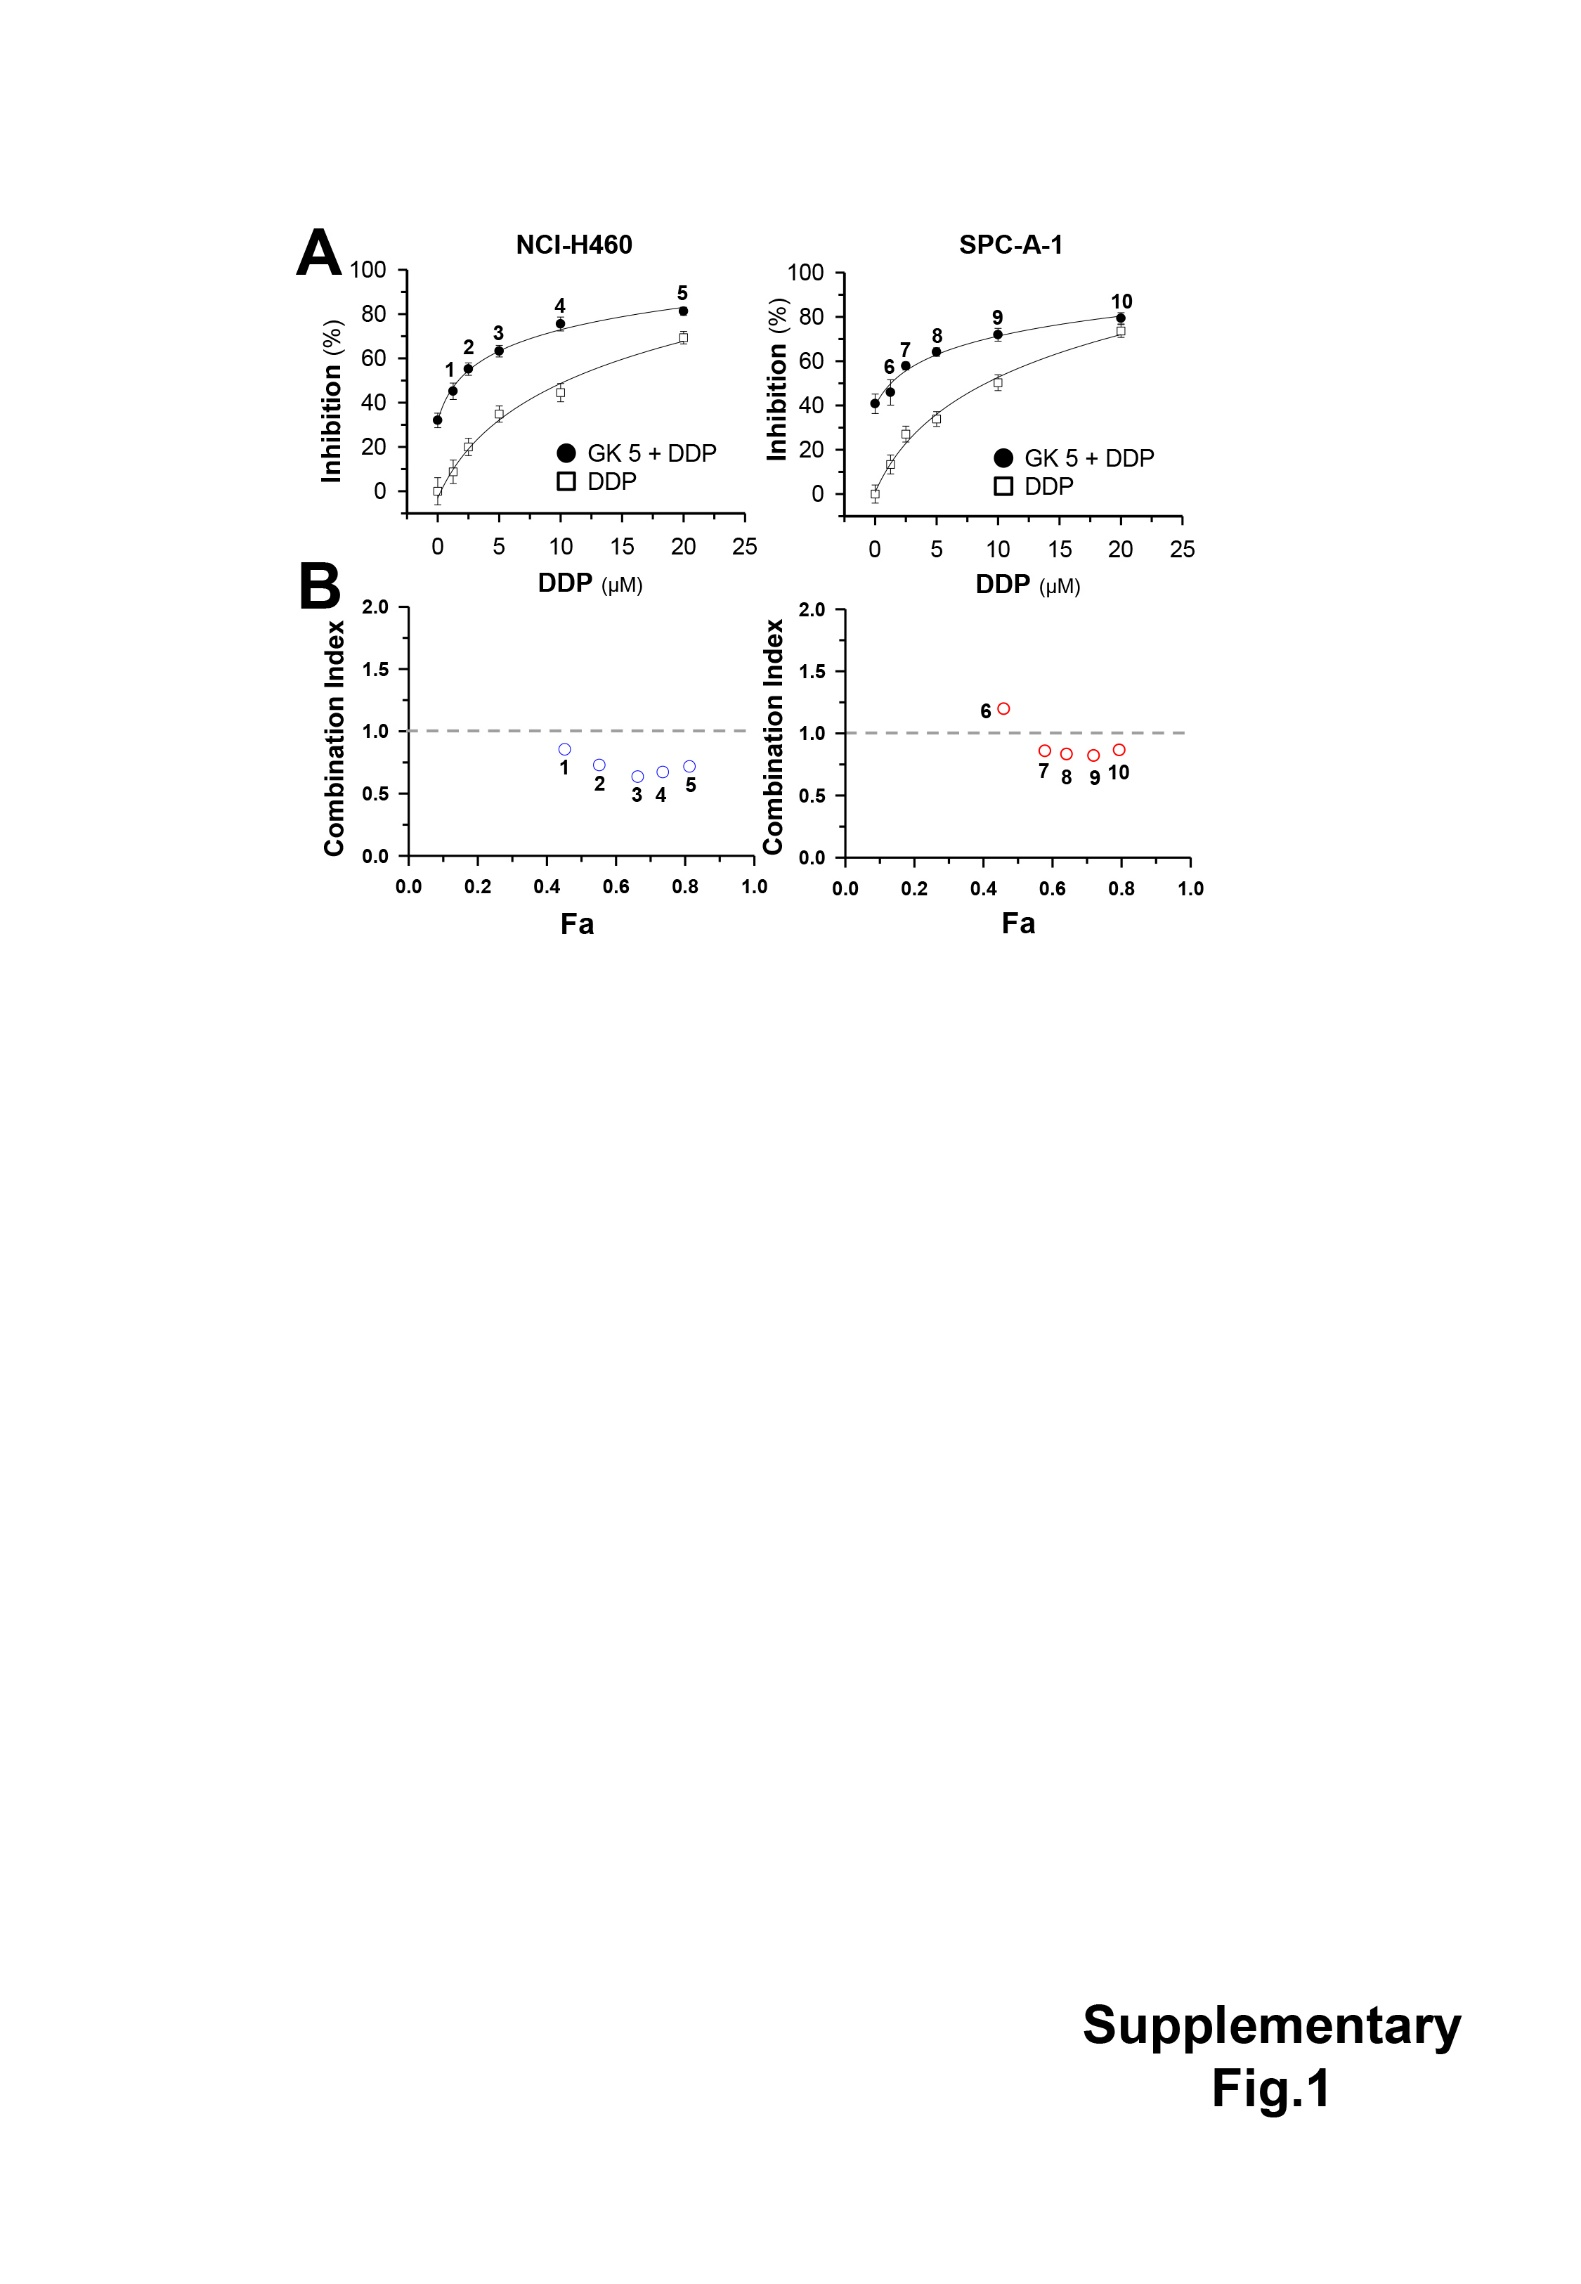 A
NCI-H460
100
80
60
40
20
0
Inhibition (%)
1
2
3
4
5
GK 5 + DDP
DDP
0 5 10 15 20 25
DDP (µM)
SPC-A-1
100
80
60
40
20
0
Inhibition (%)
6
7
8
9
10
GK 5 + DDP
DDP
0 5 10 15 20 25
DDP (µM)
B
2.0
1.5
1.0
0.5
0.0
Combination Index
1
2
3
4
5
0.0 0.2 0.4 0.6 0.8 1.0
Fa
2.0
1.5
1.0
0.5
0.0
Combination Index
6
7
8
9
10
0.0 0.2 0.4 0.6 0.8 1.0
Fa
Supplementary
Fig.1